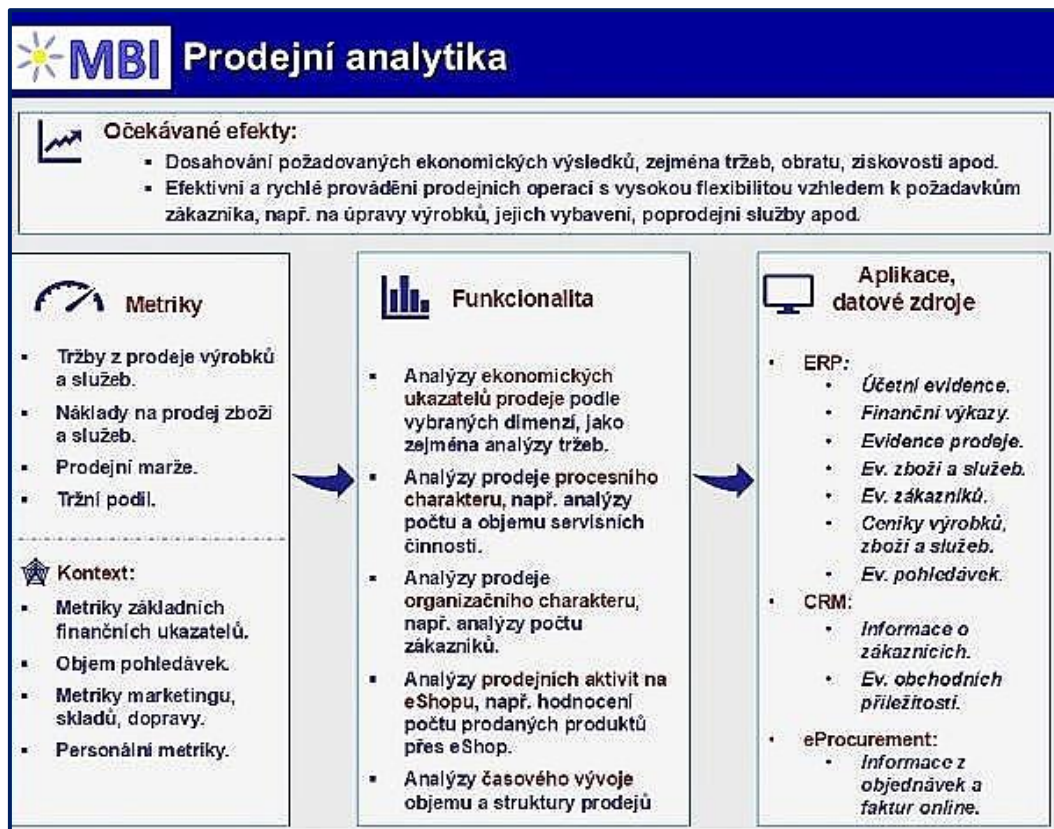 MBI Prodejní analytika
Očekávané efekty:
▪ Dosahování požadovaných ekonomických výsledků, zejména tržeb, obratu, ziskovosti apod.
▪ Efektivní a rychlé provádění prodejních operací s vysokou flexibilitou vzhledem k požadavkům
zákazníka, např. na úpravy výrobků, jejich vybavení, poprodejní služby apod.
Metriky
▪ Tržby z prodeje výrobků
a služeb.
▪ Náklady na prodej zboží
a služeb.
▪ Prodejní marže.
▪ Tržní podíl.
Kontext:
▪ Metriky základních
finančních ukazatelů.
▪ Objem pohledávek.
▪ Metriky marketingu,
skladů, dopravy.
▪ Personální metriky.
Funkcionalita
▪ Analýzy ekonomických
ukazatelů prodeje podle
vybraných dimenzí, jako
zejména analýzy tržeb.
▪ Analýzy prodeje procesního
charakteru, např. analýzy
počtu a objemu servisních
činností.
▪ Analýzy prodeje
organizačního charakteru,
např. analýzy počtu
zákazníků.
▪ Analýzy prodejních aktivit na
eShopu, např. hodnocení
počtu prodaných produktů
přes eShop.
▪ Analýzy časového vývoje
objemu a struktury prodejů
Aplikace,
datové zdroje
• ERP:
• Účetní evidence.
• Finanční výkazy.
• Evidence prodeje.
• Ev. zboží a služeb.
• Ev. zákazníků.
• Ceníky výrobků,
zboží a služeb.
• Ev. pohledávek.
• CRM:
• Informace o
zákaznících.
• Ev. obchodních
příležitostí.
• eProcurement:
• Informace z
objednávek a
faktur online.